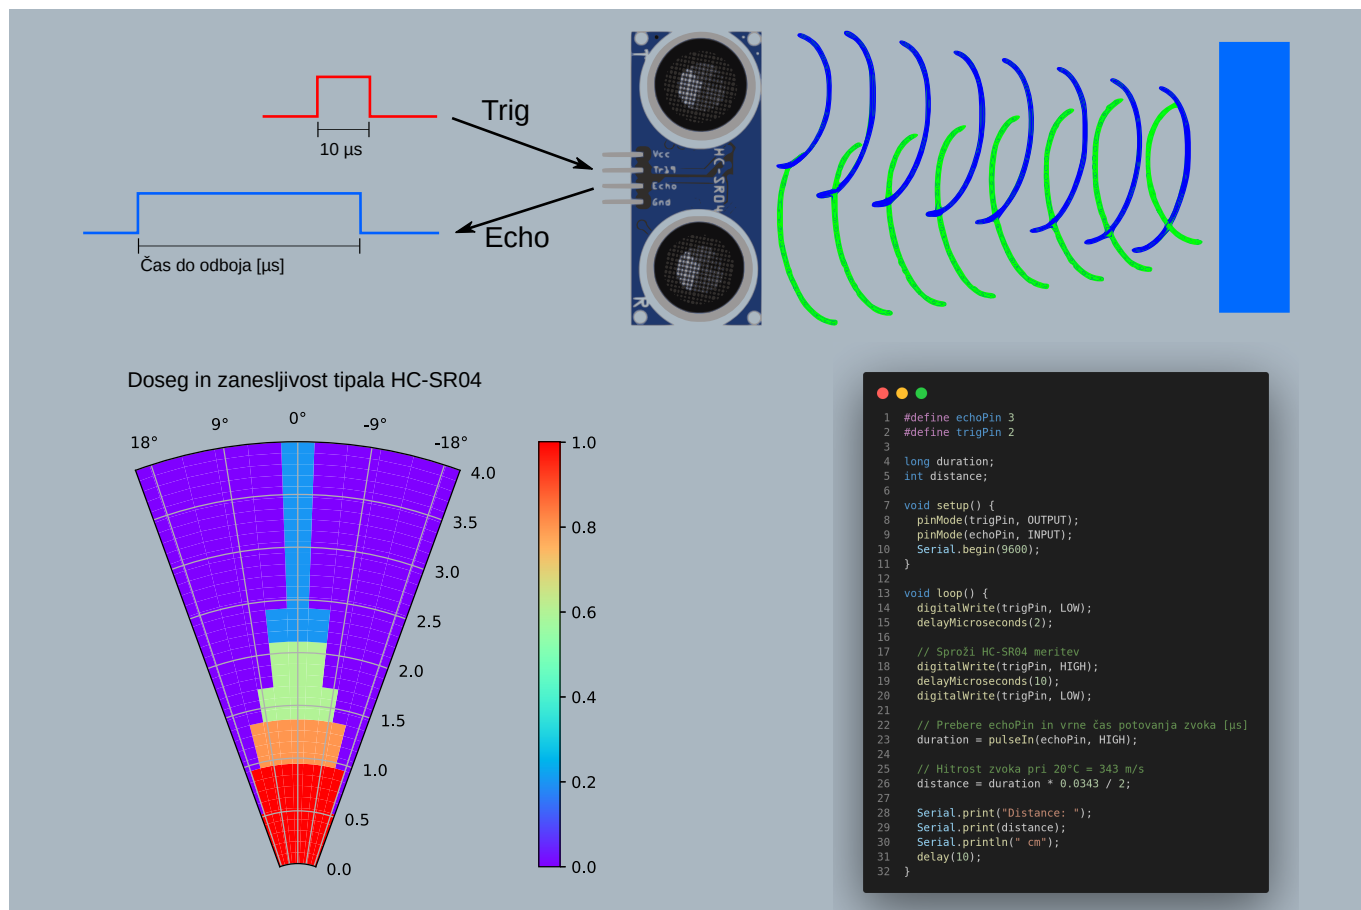 Trig
10 µs
Echo
Čas do odboja [µs]
T
Vcc
Trig
Echo
Gnd
HC-SR04
R
Doseg in zanesljivost tipala HC-SR04
18° 9° 0° -9° -18°
4.0
3.5
3.0
2.5
2.0
1.5
1.0
0.5
0.0
1.0
0.8
0.6
0.4
0.2
0.0
1 #define echoPin 3
2 #define trigPin 2
3
4 long duration;
5 int distance;
6
7 void setup() {
8 pinMode(trigPin, OUTPUT);
9 pinMode(echoPin, INPUT);
10 Serial.begin(9600);
11 }
12
13 void loop() {
14 digitalWrite(trigPin, LOW);
15 delayMicroseconds(2);
16
17 // Sproži HC-SR04 meritev
18 digitalWrite(trigPin, HIGH);
19 delayMicroseconds(10);
20 digitalWrite(trigPin, LOW);
21
22 // Prebere echoPin in vrne čas potovanja zvoka [µs]
23 duration = pulseIn(echoPin, HIGH);
24
25 // Hitrost zvoka pri 20°C = 343 m/s
26 distance = duration * 0.0343 / 2;
27
28 Serial.print("Distance: ");
29 Serial.print(distance);
30 Serial.println(" cm");
31 delay(10);
32 }